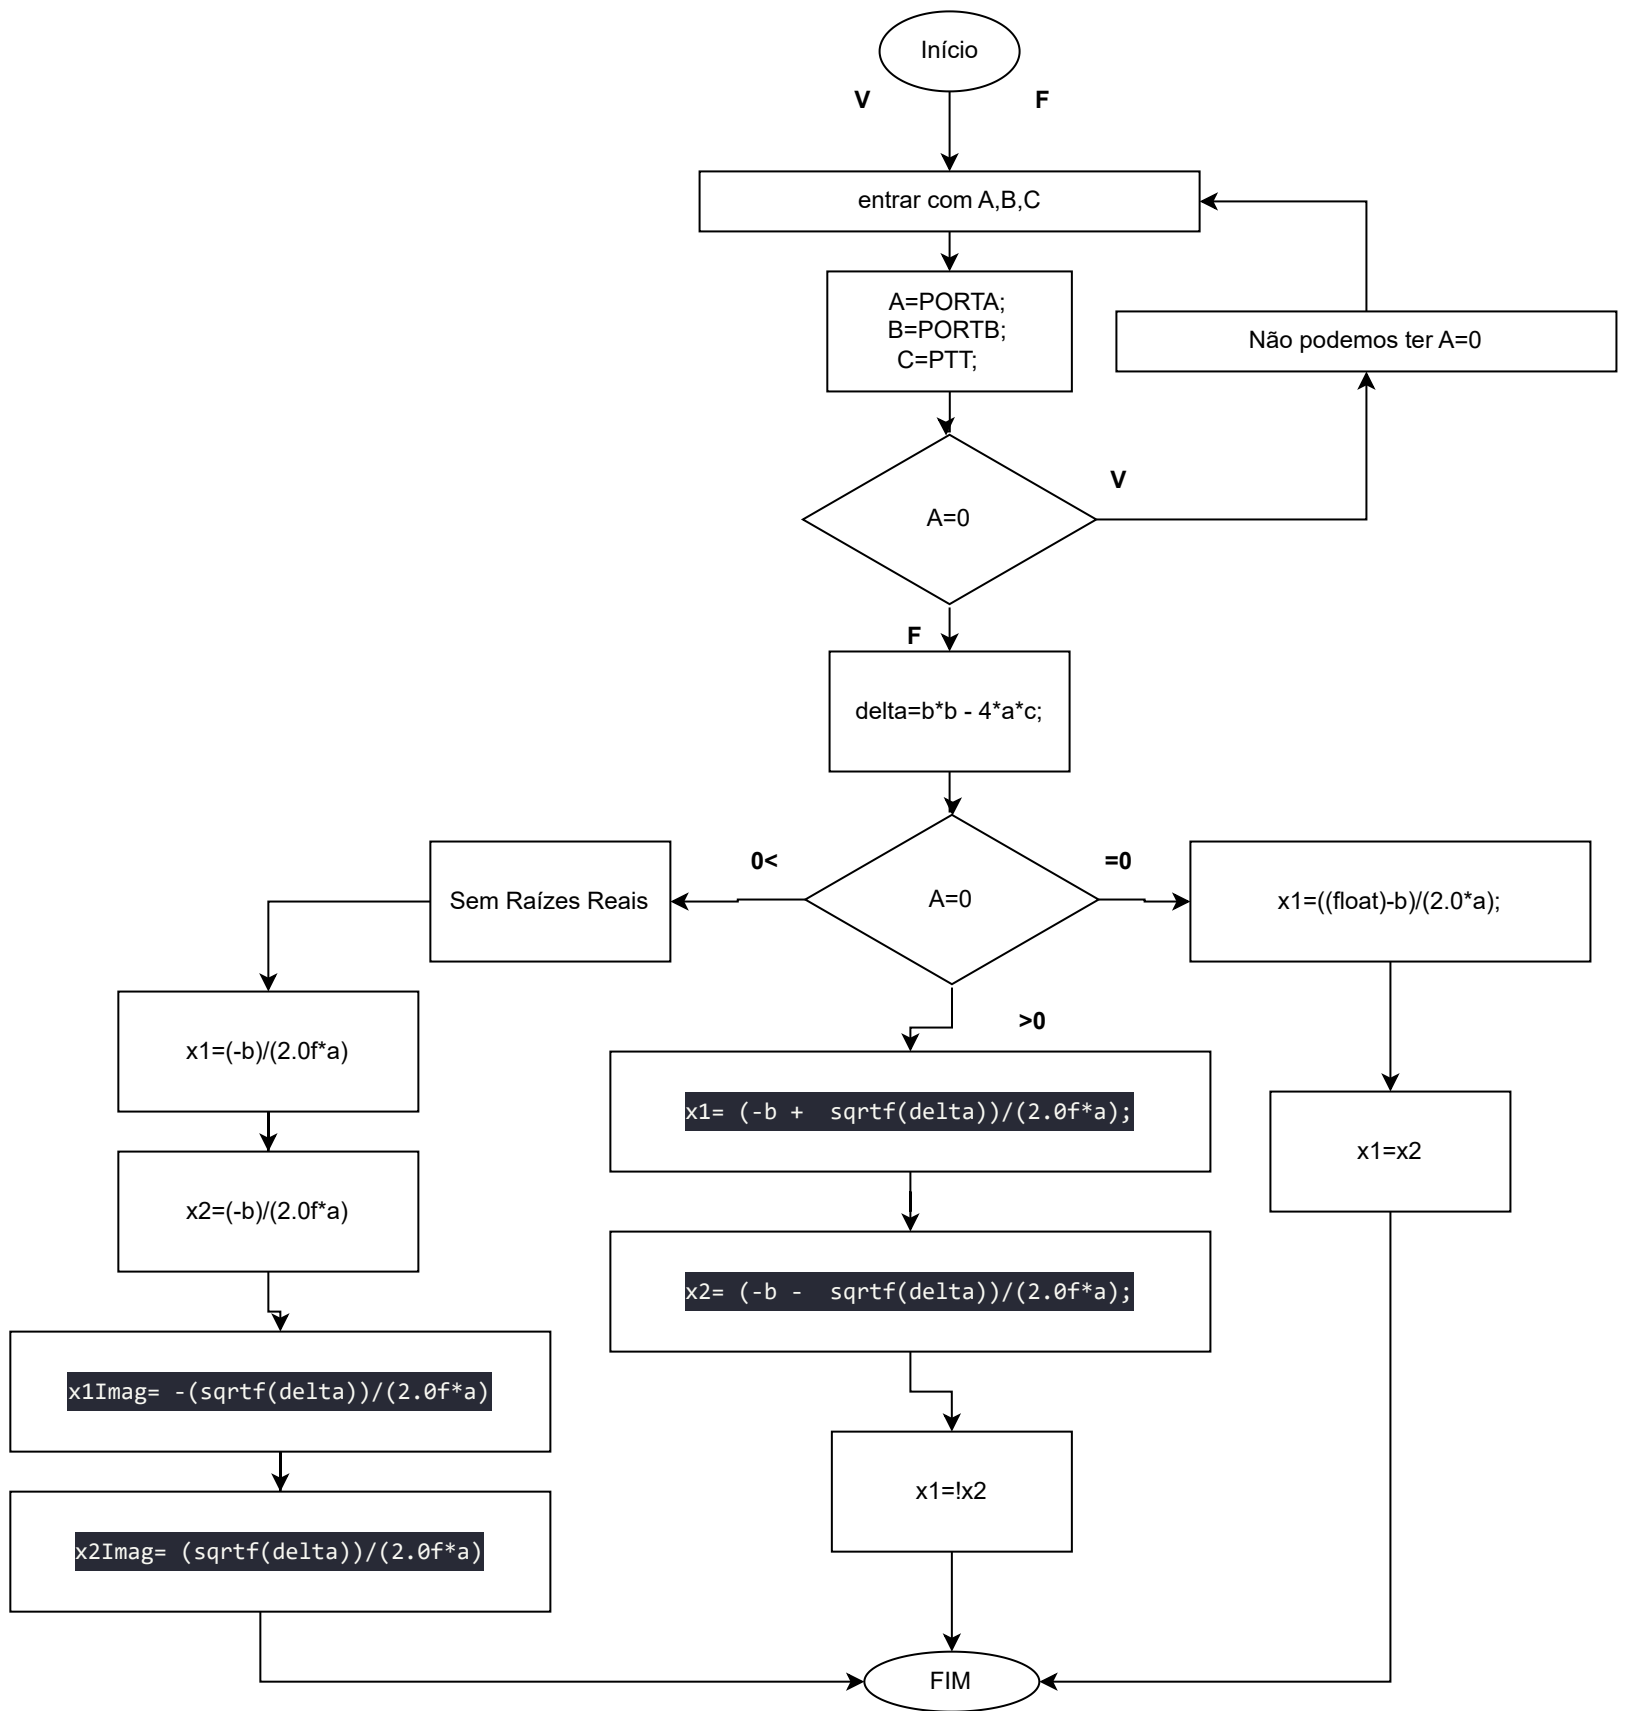 Início
V
F
entrar com A,B,C
A=PORTA;
B=PORTB;
C=PTT;
Não podemos ter A=0
A=0
V
F
delta=b*b - 4*a*c;
A=0
0<
=0
>0
Sem Raízes Reais
x1=((float)-b)/(2.0*a);
x1=(-b)/(2.0f*a)
x1= (-b +  sqrtf(delta))/(2.0f*a);
x1=x2
x2=(-b)/(2.0f*a)
x2= (-b -  sqrtf(delta))/(2.0f*a);
x1Imag= -(sqrtf(delta))/(2.0f*a)
x1=!x2
x2Imag= (sqrtf(delta))/(2.0f*a)
FIM